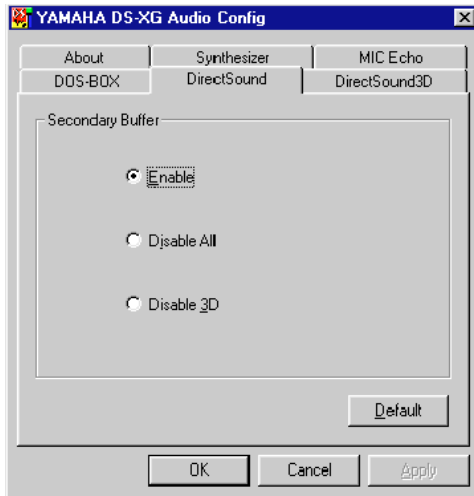 YAMAHA DS-XG Audio Config
About Synthesizer MIC Echo
DOS-BOX DirectSound DirectSound3D
Secondary Buffer
Enable
Disable All
Disable 3D
Default
OK Cancel Apply